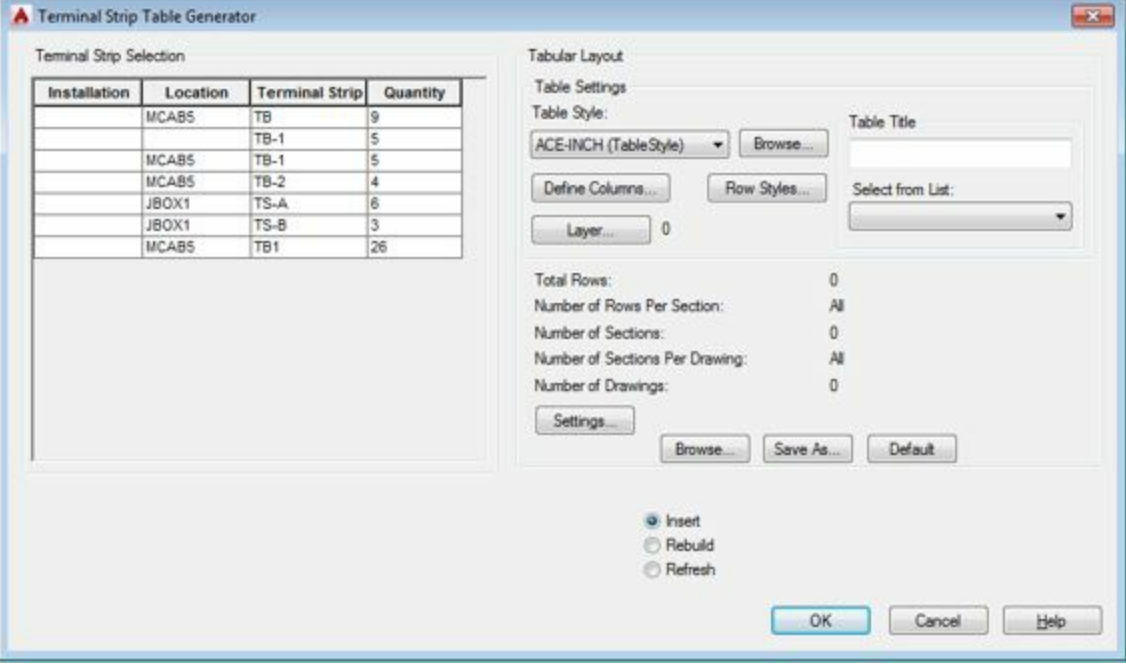 Terminal Strip Table Generator
Terminal Strip Selection
Installation Location Terminal Strip Quantity
MCAB5 TB 9
TB-1 5
MCAB5 TB-1 5
MCAB5 TB-2 4
JBOX1 TS-A 6
JBOX1 TS-B 3
MCAB5 TB1 26
Tabular Layout
Table Settings
Table Style:
ACE-INCH (TableStyle) Browse...
Define Columns... Row Styles...
Layer... 0
Table Title
Select from List:
Total Rows: 0
Number of Rows Per Section: All
Number of Sections: 0
Number of Sections Per Drawing: All
Number of Drawings: 0
Settings...
Browse... Save As... Default
Insert
Rebuild
Refresh
OK Cancel Help